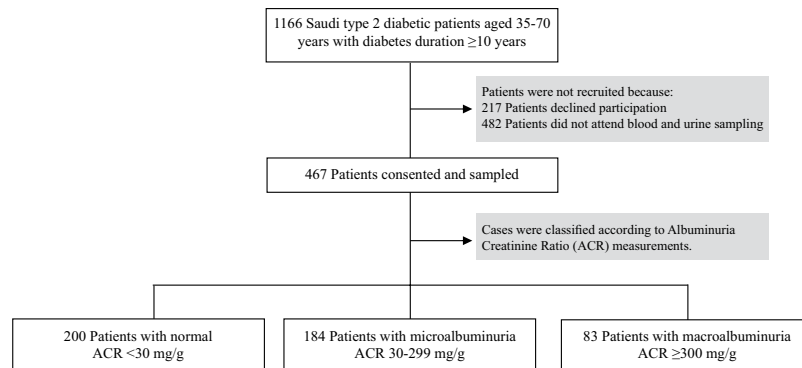 1166 Saudi type 2 diabetic patients aged 35-70
years with diabetes duration ≥10 years
Patients were not recruited because:
217 Patients declined participation
482 Patients did not attend blood and urine sampling
467 Patients consented and sampled
Cases were classified according to Albuminuria
Creatinine Ratio (ACR) measurements.
200 Patients with normal
ACR <30 mg/g
184 Patients with microalbuminuria
ACR 30-299 mg/g
83 Patients with macroalbuminuria
ACR ≥300 mg/g